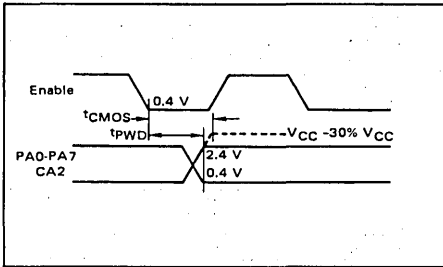 Enable
0.4 V
tCMOS
tPWD
VCC -30% VCC
PA0-PA7
CA2
2.4 V
0.4 V